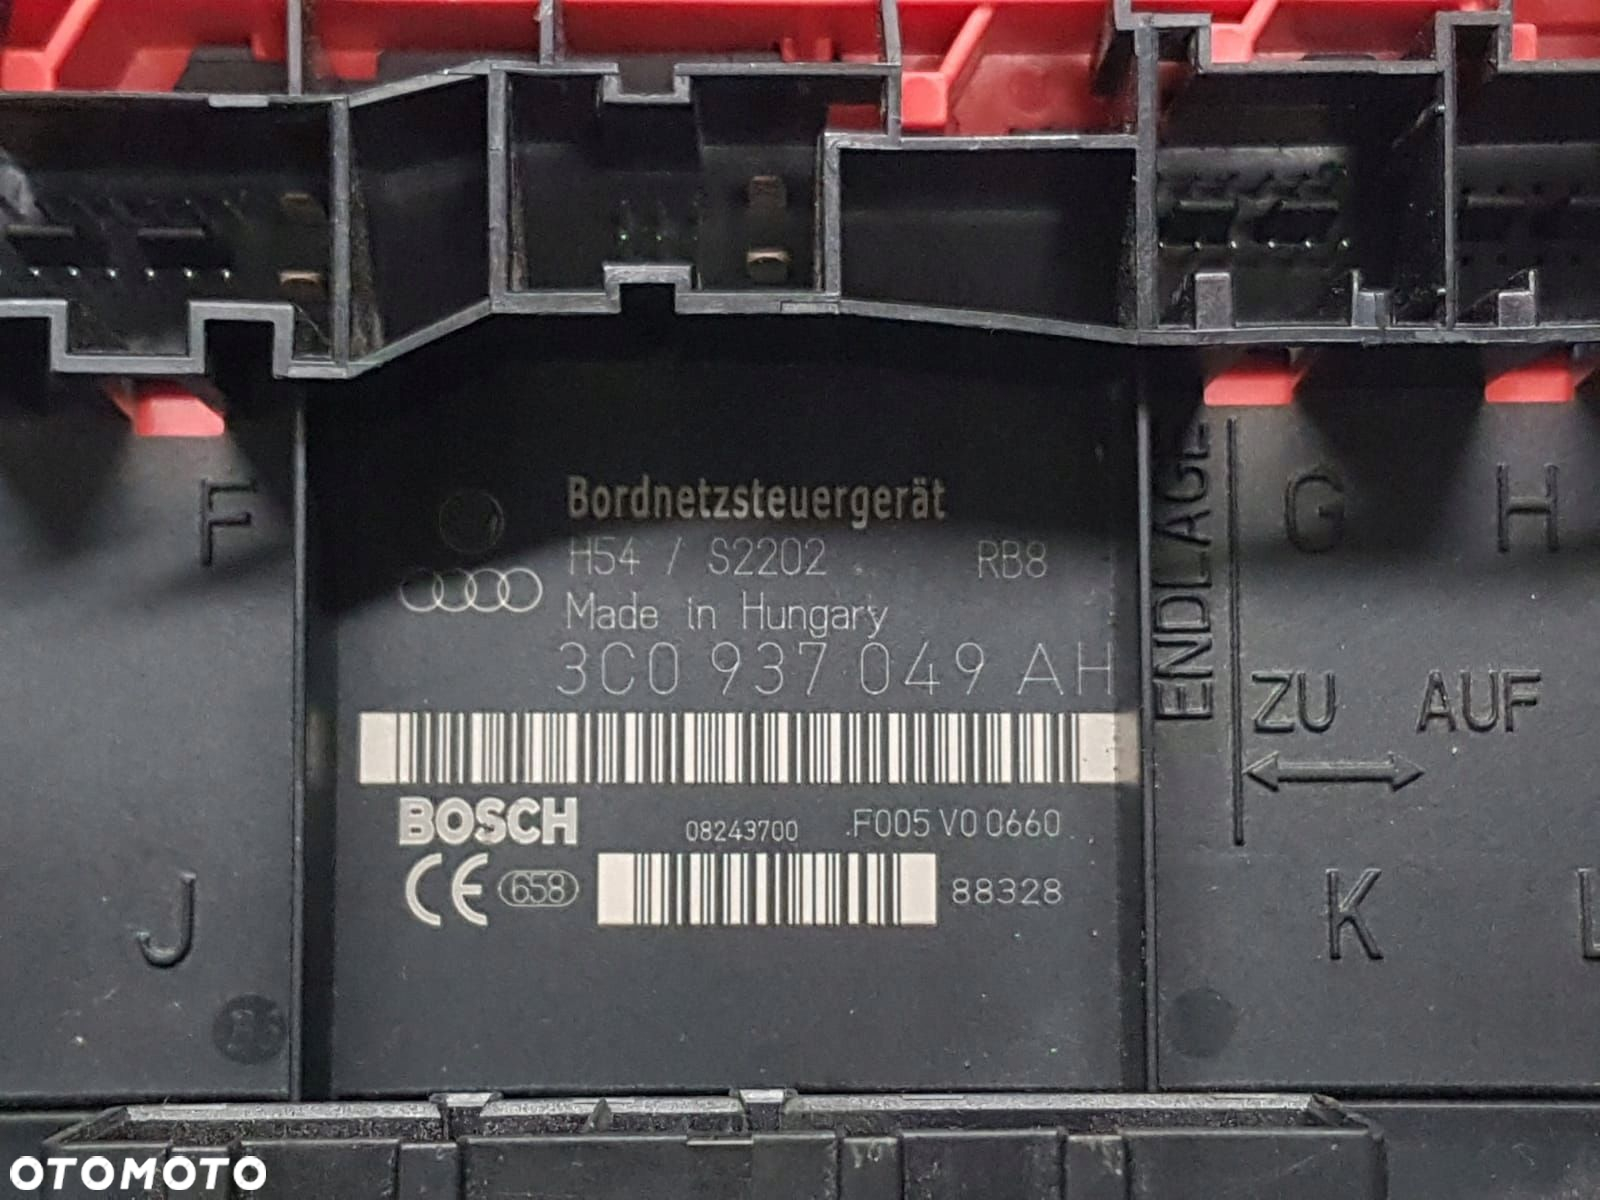 F
Bordnetzsteuergerät
H54 / S2202 RB8
Made in Hungary
3C0 937 049 AH
BOSCH
08243700 F005 V0 0660
CE 658 88328
J
ENDLAGE
G H
ZU AUF
K L
OTOMOTO